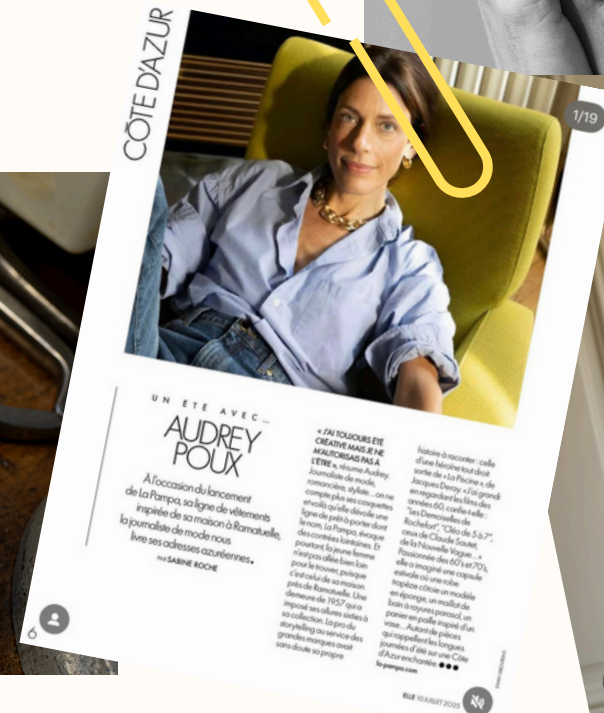 CÔTE D'AZUR
1/19
UN ÉTÉ AVEC...
AUDREY
POUX
À l'occasion du lancement
de La Pampa, sa ligne de vêtements
inspirée de sa maison à Ramatuelle,
la journaliste de mode nous
livre ses adresses azuréennes.
PAR SABINE ROCHE
« J'AI TOUJOURS ÉTÉ
CRÉATIVE MAIS JE NE
M'AUTORISAIS PAS À
L'ÊTRE », résume Audrey.
Journaliste de mode,
romancière, styliste... on ne
compte plus ses casquettes
et voilà qu'elle dévoile une
ligne de prêt-à-porter dont
le nom, La Pampa, évoque
des contrées lointaines. Et
pourtant, la jeune femme
n'est pas allée bien loin
pour le trouver, puisque
c'est celui de sa maison
près de Ramatuelle. Une
demeure de 1957 qui a
imposé ses allures sixties à
sa collection. La pro du
storytelling au service des
grandes marques avait
sans doute sa propre
histoire à raconter : celle
d'une héroïne tout droit
sortie de « La Piscine », de
Jacques Deray. « J'ai grandi
en regardant les films des
années 60, confie-t-elle :
"Les Demoiselles de
Rochefort", "Cléo de 5 à 7",
ceux de Claude Sautet,
de la Nouvelle Vague... »
Passionnée des 60's et 70's,
elle a imaginé une capsule
estivale où une robe
trapèze côtoie un modèle
en éponge, un maillot de
bain à rayures parasol, un
panier en paille inspiré d'un
vase... Autant de pièces
qui rappellent les longues
journées d'été sur une Côte
d'Azur enchantée. ●●●
la-pampa.com
6
ELLE 10 JUILLET 2025